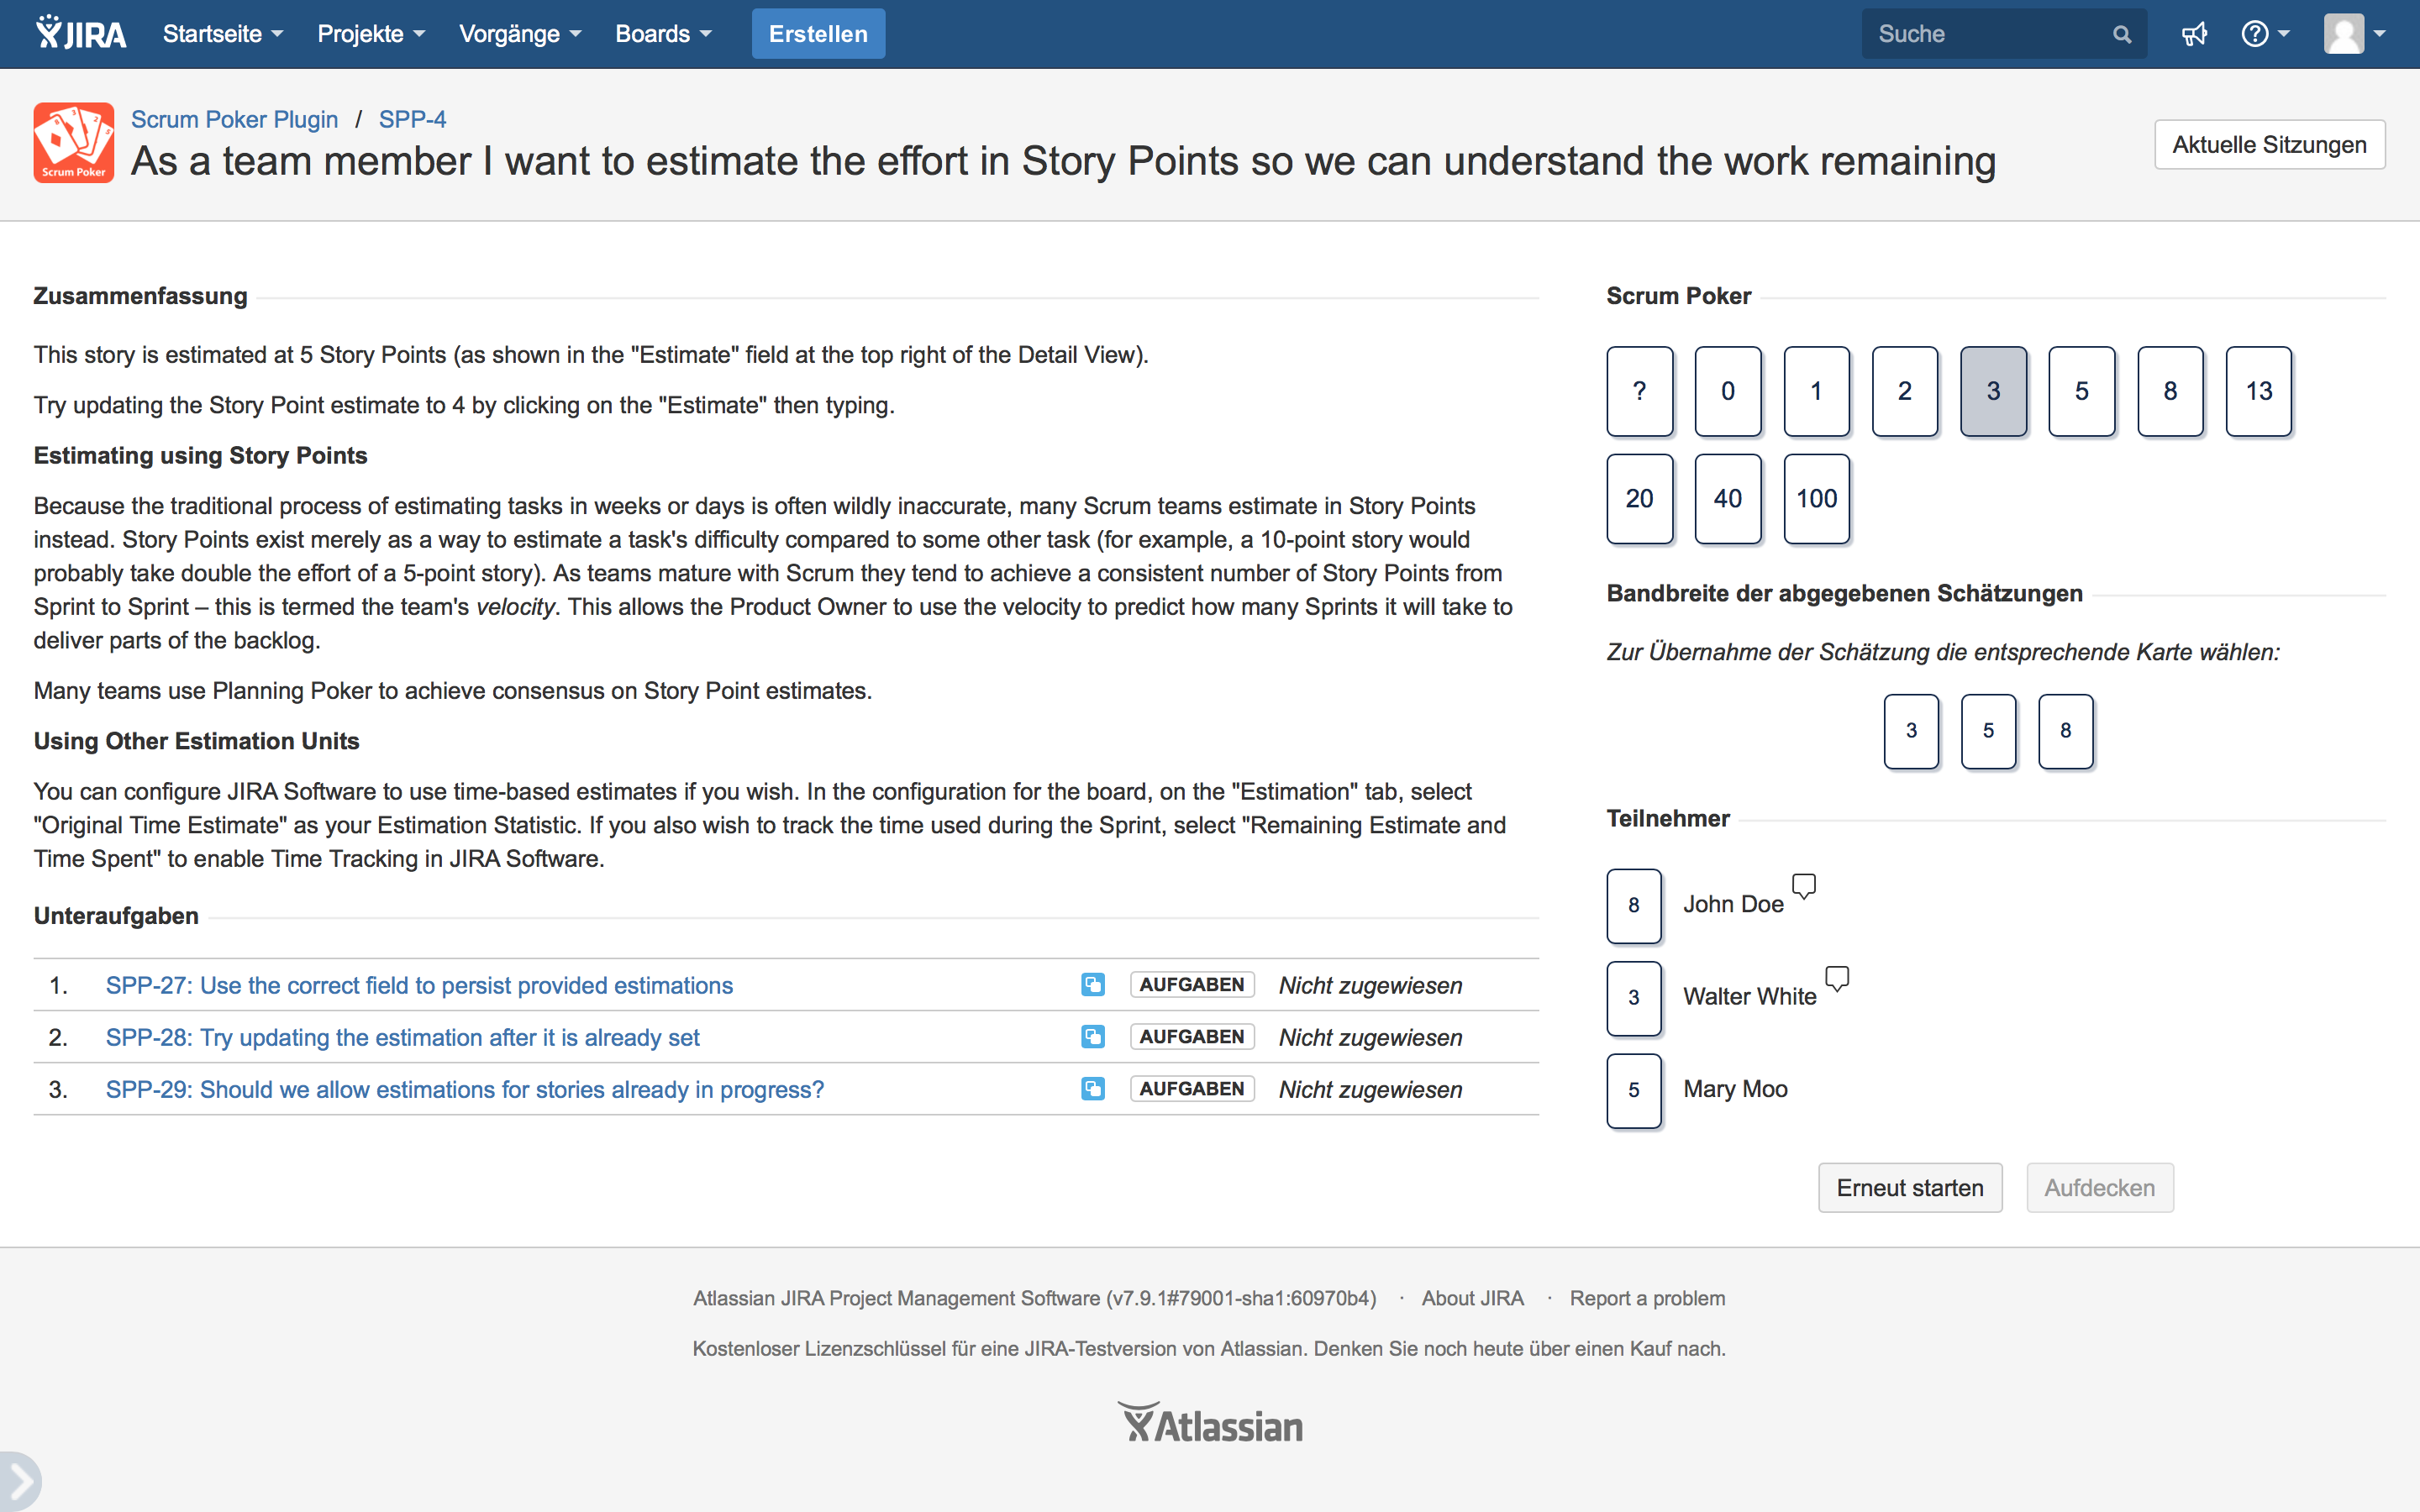 JIRA Startseite Projekte Vorgänge Boards Erstellen Suche
Scrum Poker
Scrum Poker Plugin / SPP-4
As a team member I want to estimate the effort in Story Points so we can understand the work remaining
Aktuelle Sitzungen
Zusammenfassung
This story is estimated at 5 Story Points (as shown in the "Estimate" field at the top right of the Detail View).
Try updating the Story Point estimate to 4 by clicking on the "Estimate" then typing.
Estimating using Story Points
Because the traditional process of estimating tasks in weeks or days is often wildly inaccurate, many Scrum teams estimate in Story Points
instead. Story Points exist merely as a way to estimate a task's difficulty compared to some other task (for example, a 10-point story would
probably take double the effort of a 5-point story). As teams mature with Scrum they tend to achieve a consistent number of Story Points from
Sprint to Sprint – this is termed the team's velocity. This allows the Product Owner to use the velocity to predict how many Sprints it will take to
deliver parts of the backlog.
Many teams use Planning Poker to achieve consensus on Story Point estimates.
Using Other Estimation Units
You can configure JIRA Software to use time-based estimates if you wish. In the configuration for the board, on the "Estimation" tab, select
"Original Time Estimate" as your Estimation Statistic. If you also wish to track the time used during the Sprint, select "Remaining Estimate and
Time Spent" to enable Time Tracking in JIRA Software.
Unteraufgaben
1. SPP-27: Use the correct field to persist provided estimations AUFGABEN Nicht zugewiesen
2. SPP-28: Try updating the estimation after it is already set AUFGABEN Nicht zugewiesen
3. SPP-29: Should we allow estimations for stories already in progress? AUFGABEN Nicht zugewiesen
Scrum Poker
? 0 1 2 3 5 8 13
20 40 100
Bandbreite der abgegebenen Schätzungen
Zur Übernahme der Schätzung die entsprechende Karte wählen:
3 5 8
Teilnehmer
8 John Doe
3 Walter White
5 Mary Moo
Erneut starten Aufdecken
Atlassian JIRA Project Management Software (v7.9.1#79001-sha1:60970b4) · About JIRA · Report a problem
Kostenloser Lizenzschlüssel für eine JIRA-Testversion von Atlassian. Denken Sie noch heute über einen Kauf nach.
Atlassian